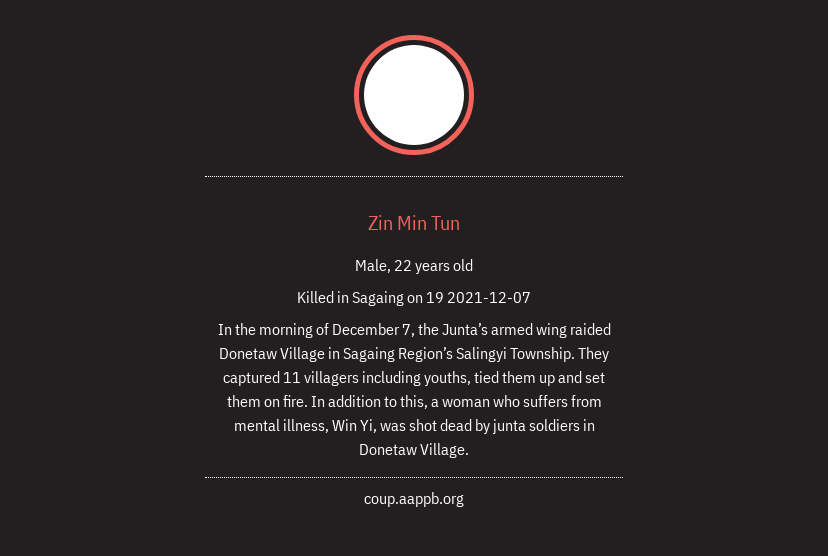 Zin Min Tun
Male, 22 years old
Killed in Sagaing on 19 2021-12-07
In the morning of December 7, the Junta’s armed wing raided
Donetaw Village in Sagaing Region’s Salingyi Township. They
captured 11 villagers including youths, tied them up and set
them on fire. In addition to this, a woman who suffers from
mental illness, Win Yi, was shot dead by junta soldiers in
Donetaw Village.
coup.aappb.org